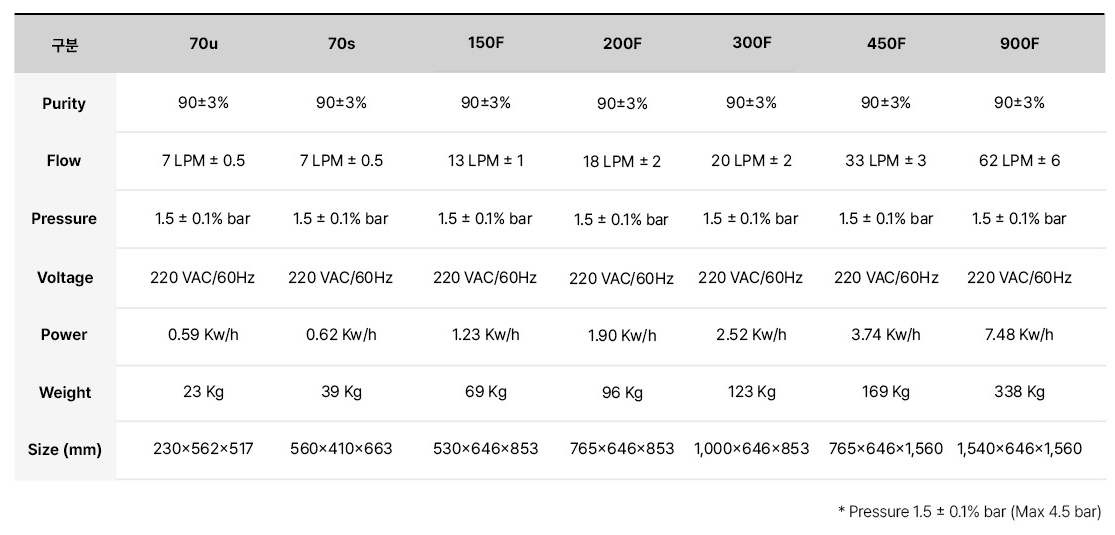 구분 70u 70s 150F 200F 300F 450F 900F
Purity 90±3% 90±3% 90±3% 90±3% 90±3% 90±3% 90±3%
Flow 7 LPM ± 0.5 7 LPM ± 0.5 13 LPM ± 1 18 LPM ± 2 20 LPM ± 2 33 LPM ± 3 62 LPM ± 6
Pressure 1.5 ± 0.1% bar 1.5 ± 0.1% bar 1.5 ± 0.1% bar 1.5 ± 0.1% bar 1.5 ± 0.1% bar 1.5 ± 0.1% bar 1.5 ± 0.1% bar
Voltage 220 VAC/60Hz 220 VAC/60Hz 220 VAC/60Hz 220 VAC/60Hz 220 VAC/60Hz 220 VAC/60Hz 220 VAC/60Hz
Power 0.59 Kw/h 0.62 Kw/h 1.23 Kw/h 1.90 Kw/h 2.52 Kw/h 3.74 Kw/h 7.48 Kw/h
Weight 23 Kg 39 Kg 69 Kg 96 Kg 123 Kg 169 Kg 338 Kg
Size (mm) 230×562×517 560×410×663 530×646×853 765×646×853 1,000×646×853 765×646×1,560 1,540×646×1,560
* Pressure 1.5 ± 0.1% bar (Max 4.5 bar)